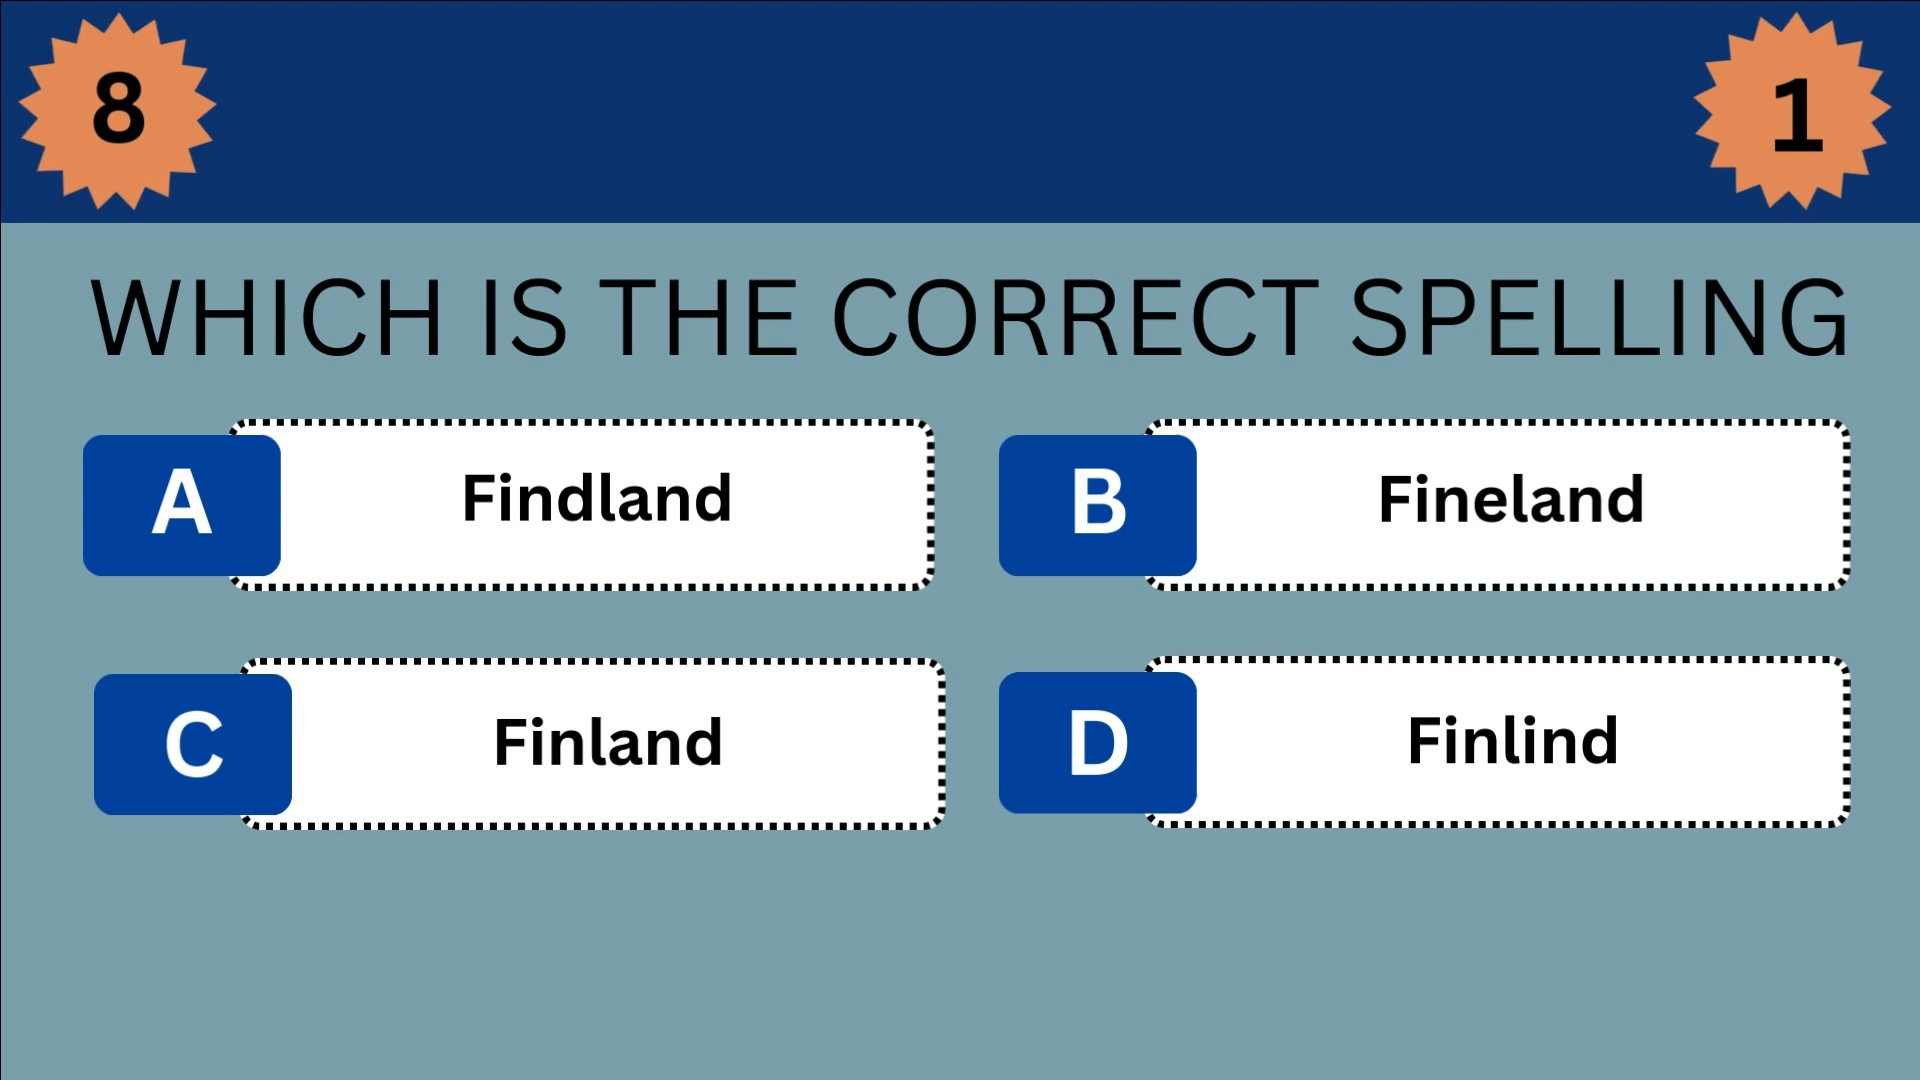 8
1
WHICH IS THE CORRECT SPELLING
A
Findland
B
Fineland
C
Finland
D
Finlind